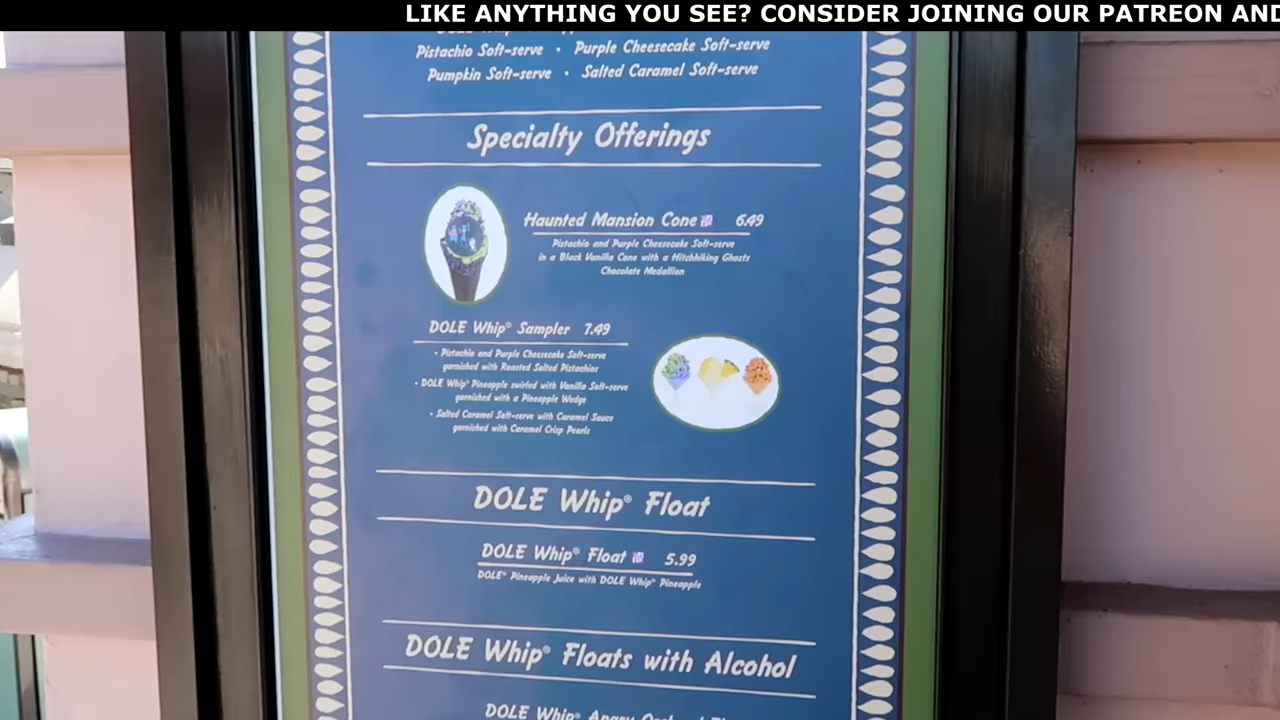 LIKE ANYTHING YOU SEE? CONSIDER JOINING OUR PATREON AND
Pistachio Soft-serve • Purple Cheesecake Soft-serve
Pumpkin Soft-serve • Salted Caramel Soft-serve
Specialty Offerings
Haunted Mansion Cone 6.49
Pistachio and Purple Cheesecake Soft-serve
in a Black Vanilla Cone with a Hitchhiking Ghosts
Chocolate Medallion
DOLE Whip® Sampler 7.49
• Pistachio and Purple Cheesecake Soft-serve
garnished with Roasted Salted Pistachios
• DOLE Whip® Pineapple swirled with Vanilla Soft-serve
garnished with a Pineapple Wedge
• Salted Caramel Soft-serve with Caramel Sauce
garnished with Caramel Crisp Pearls
DOLE Whip® Float
DOLE Whip® Float 5.99
DOLE® Pineapple Juice with DOLE Whip® Pineapple
DOLE Whip® Floats with Alcohol
DOLE Whip® Angry Orchard